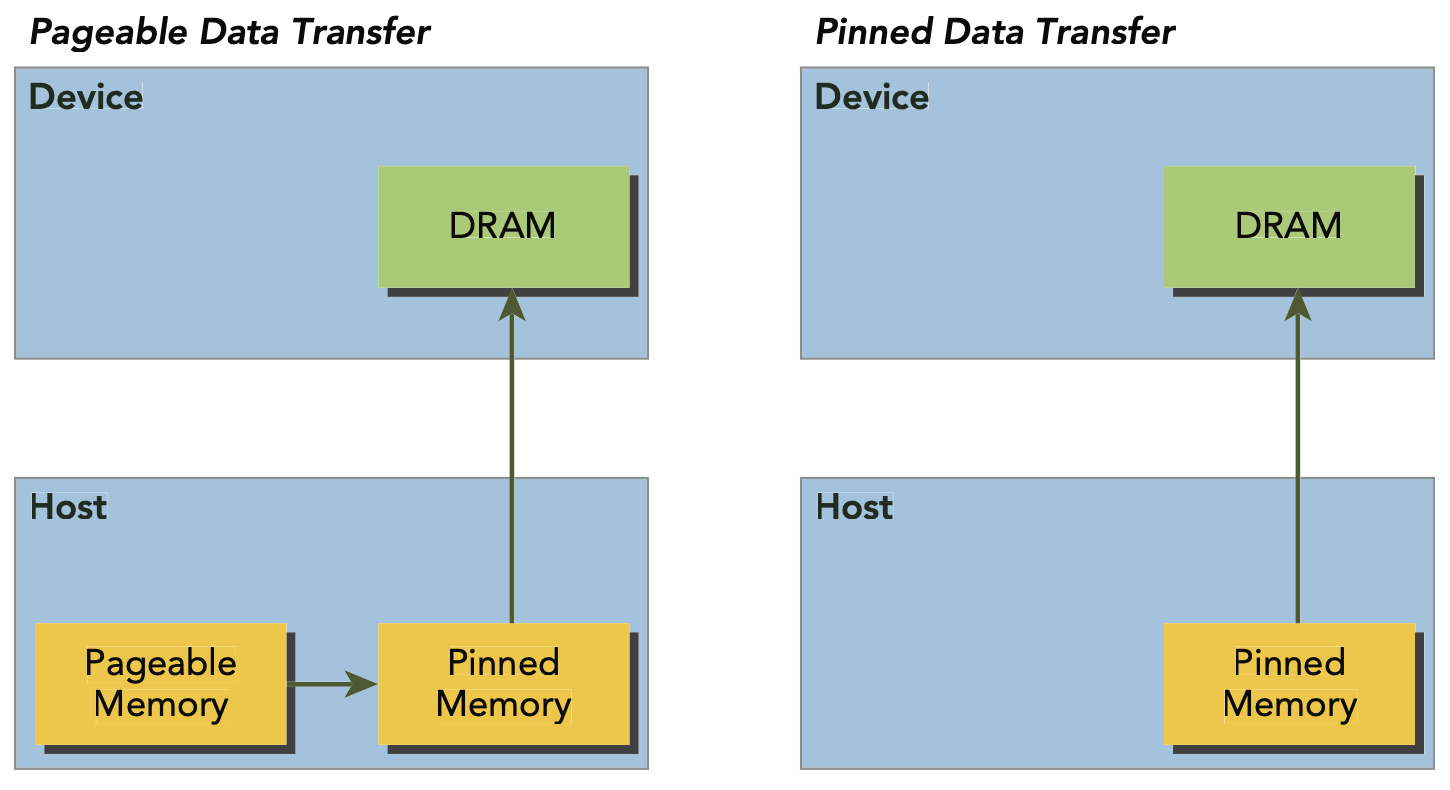 Pageable Data Transfer
Device
DRAM
Host
Pageable
Memory
Pinned
Memory
Pinned Data Transfer
Device
DRAM
Host
Pinned
Memory